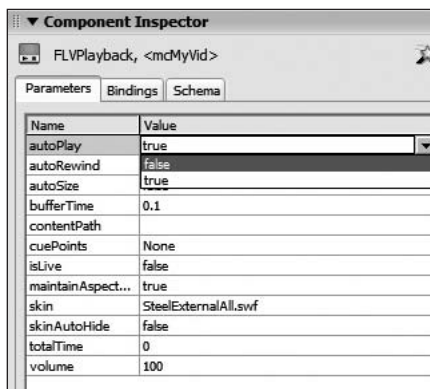 Component Inspector
FLVPlayback, <mcMyVid>
Parameters Bindings Schema
Name Value
autoPlay true
autoRewind false
autoSize true
bufferTime 0.1
contentPath
cuePoints None
isLive false
maintainAspect... true
skin SteelExternalAll.swf
skinAutoHide false
totalTime 0
volume 100